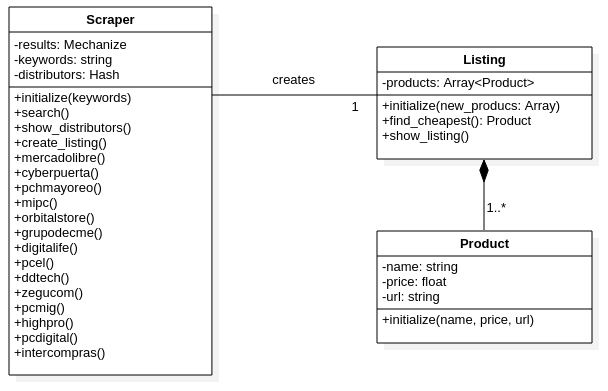 Scraper
-results: Mechanize
-keywords: string
-distributors: Hash
+initialize(keywords)
+search()
+show_distributors()
+create_listing()
+mercadolibre()
+cyberpuerta()
+pchmayoreo()
+mipc()
+orbitalstore()
+grupodecme()
+digitalife()
+pcel()
+ddtech()
+zegucom()
+pcmig()
+highpro()
+pcdigital()
+intercompras()
creates
1
Listing
-products: Array<Product>
+initialize(new_producs: Array)
+find_cheapest(): Product
+show_listing()
1..*
Product
-name: string
-price: float
-url: string
+initialize(name, price, url)